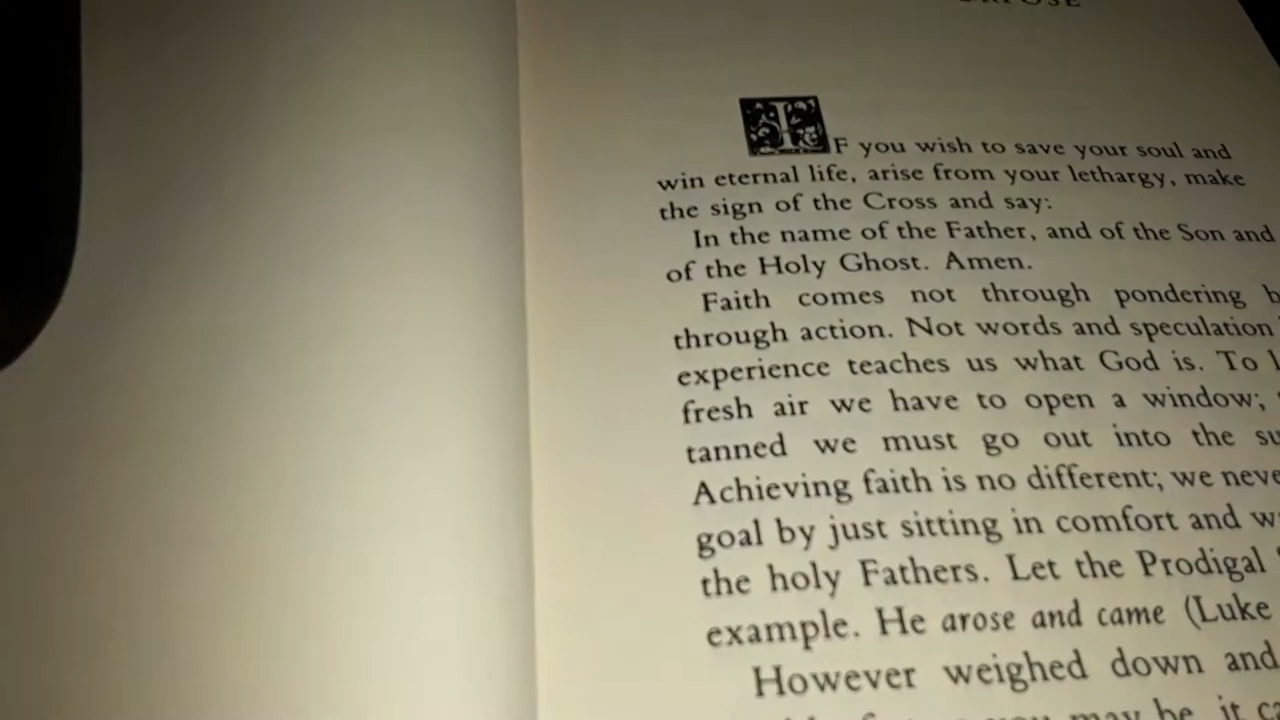 IF you wish to save your soul and
win eternal life, arise from your lethargy, make
the sign of the Cross and say:
In the name of the Father, and of the Son and
of the Holy Ghost. Amen.
Faith comes not through pondering
through action. Not words and speculation
experience teaches us what God is. To
fresh air we have to open a window;
tanned we must go out into the
Achieving faith is no different; we
goal by just sitting in comfort and
the holy Fathers. Let the Prodigal
example. He arose and came (Luke
However weighed down and
you may be, it